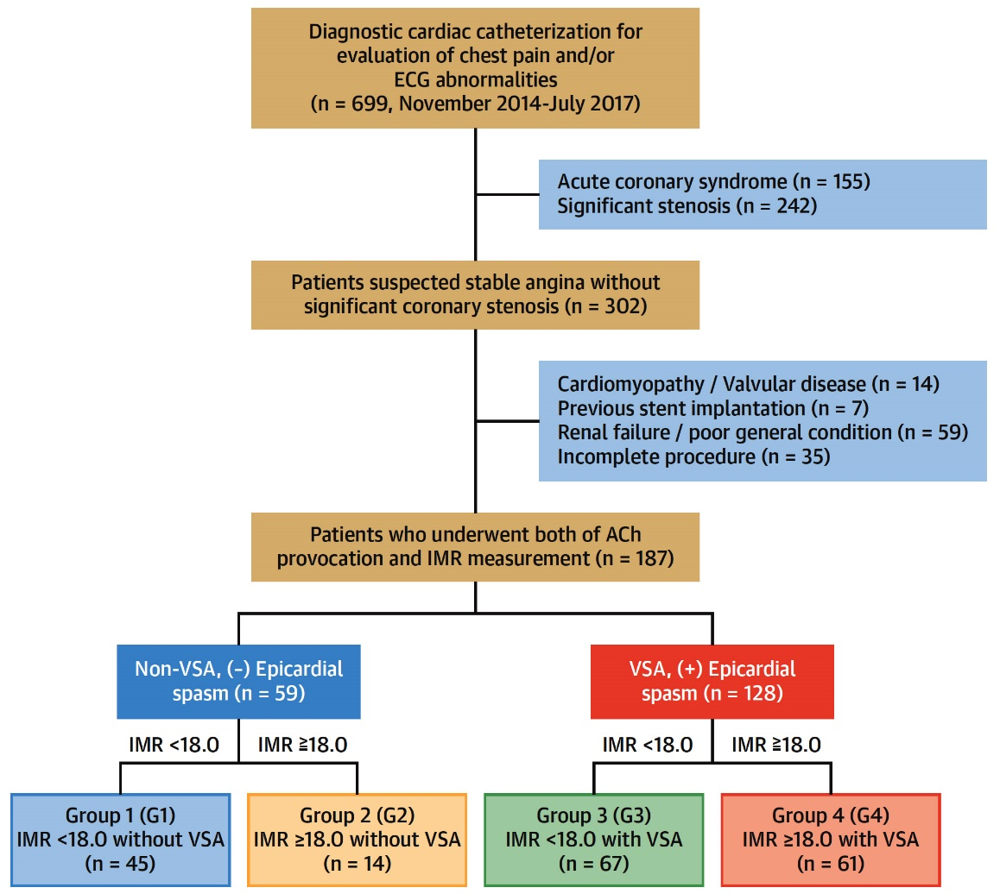 Diagnostic cardiac catheterization for
evaluation of chest pain and/or
ECG abnormalities
(n = 699, November 2014-July 2017)
Acute coronary syndrome (n = 155)
Significant stenosis (n = 242)
Patients suspected stable angina without
significant coronary stenosis (n = 302)
Cardiomyopathy / Valvular disease (n = 14)
Previous stent implantation (n = 7)
Renal failure / poor general condition (n = 59)
Incomplete procedure (n = 35)
Patients who underwent both of ACh
provocation and IMR measurement (n = 187)
Non-VSA, (–) Epicardial
spasm (n = 59)
VSA, (+) Epicardial
spasm (n = 128)
IMR <18.0
IMR ≧18.0
IMR <18.0
IMR ≧18.0
Group 1 (G1)
IMR <18.0 without VSA
(n = 45)
Group 2 (G2)
IMR ≥18.0 without VSA
(n = 14)
Group 3 (G3)
IMR <18.0 with VSA
(n = 67)
Group 4 (G4)
IMR ≥18.0 with VSA
(n = 61)